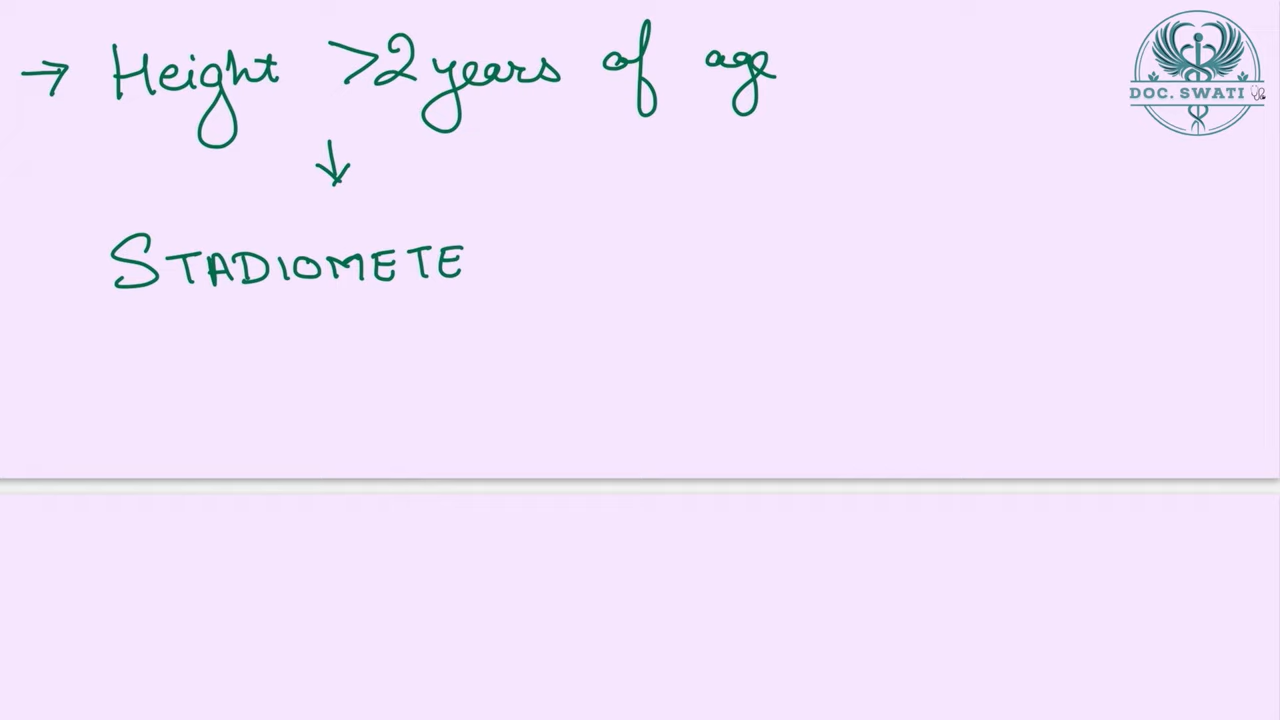 → Height >2 years of age
↓
STADIOMETE
DOC. SWATI